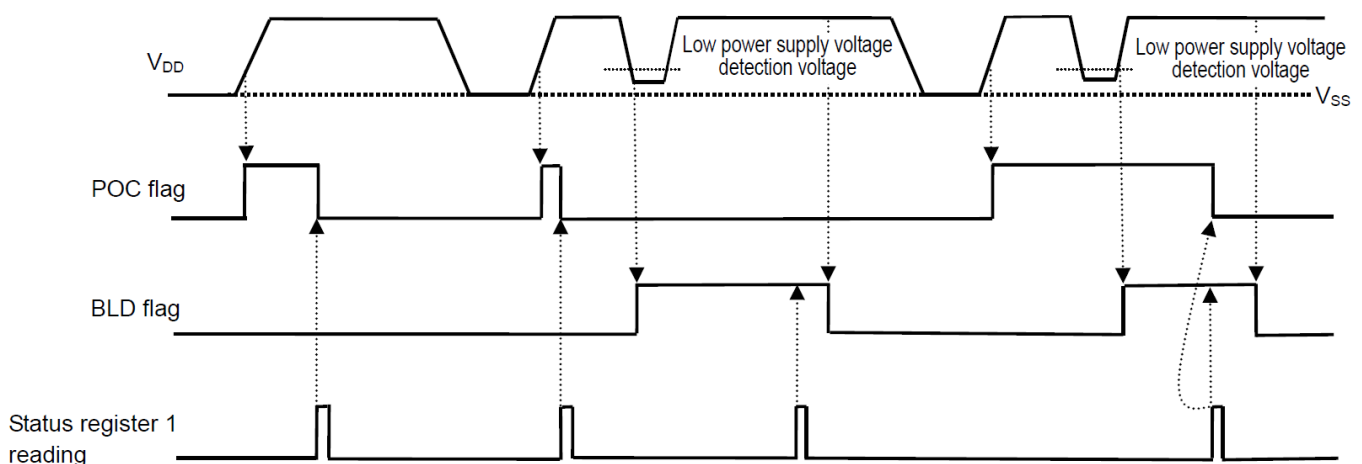 Low power supply voltage
detection voltage
Low power supply voltage
detection voltage
VDD
VSS
POC flag
BLD flag
Status register 1
reading